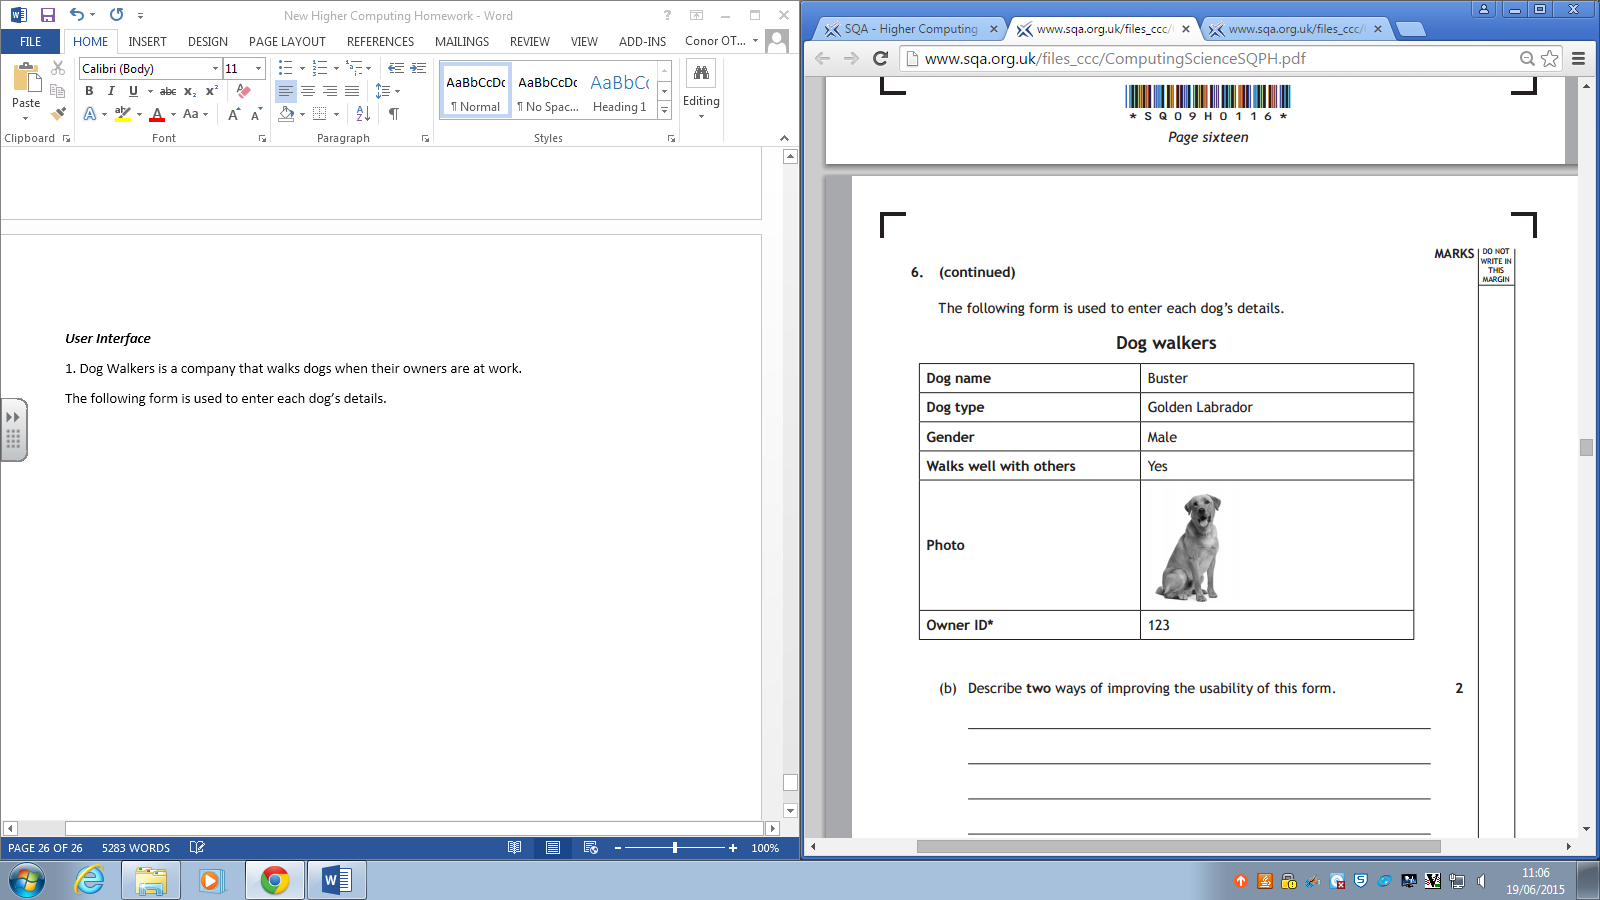 New Higher Computing Homework - Word
FILE HOME INSERT DESIGN PAGE LAYOUT REFERENCES MAILINGS REVIEW VIEW ADD-INS Conor OT...
Calibri (Body) 11
Paste
B I U abc x₂ x²
A A Aa A A
AaBbCcDc AaBbCcDc AaBbCc
¶ Normal ¶ No Spac... Heading 1
Editing
Clipboard Font Paragraph Styles
User Interface
1. Dog Walkers is a company that walks dogs when their owners are at work.
The following form is used to enter each dog's details.
PAGE 26 OF 26 5283 WORDS 100%
SQA - Higher Computing www.sqa.org.uk/files_ccc/ www.sqa.org.uk/files_ccc/
www.sqa.org.uk/files_ccc/ComputingScienceSQPH.pdf
* S Q 0 9 H 0 1 1 6 *
Page sixteen
MARKS
DO NOT
WRITE IN
THIS
MARGIN
6. (continued)
The following form is used to enter each dog's details.
Dog walkers
Dog name Buster
Dog type Golden Labrador
Gender Male
Walks well with others Yes
Photo
Owner ID* 123
(b) Describe two ways of improving the usability of this form. 2
11:06
19/06/2015